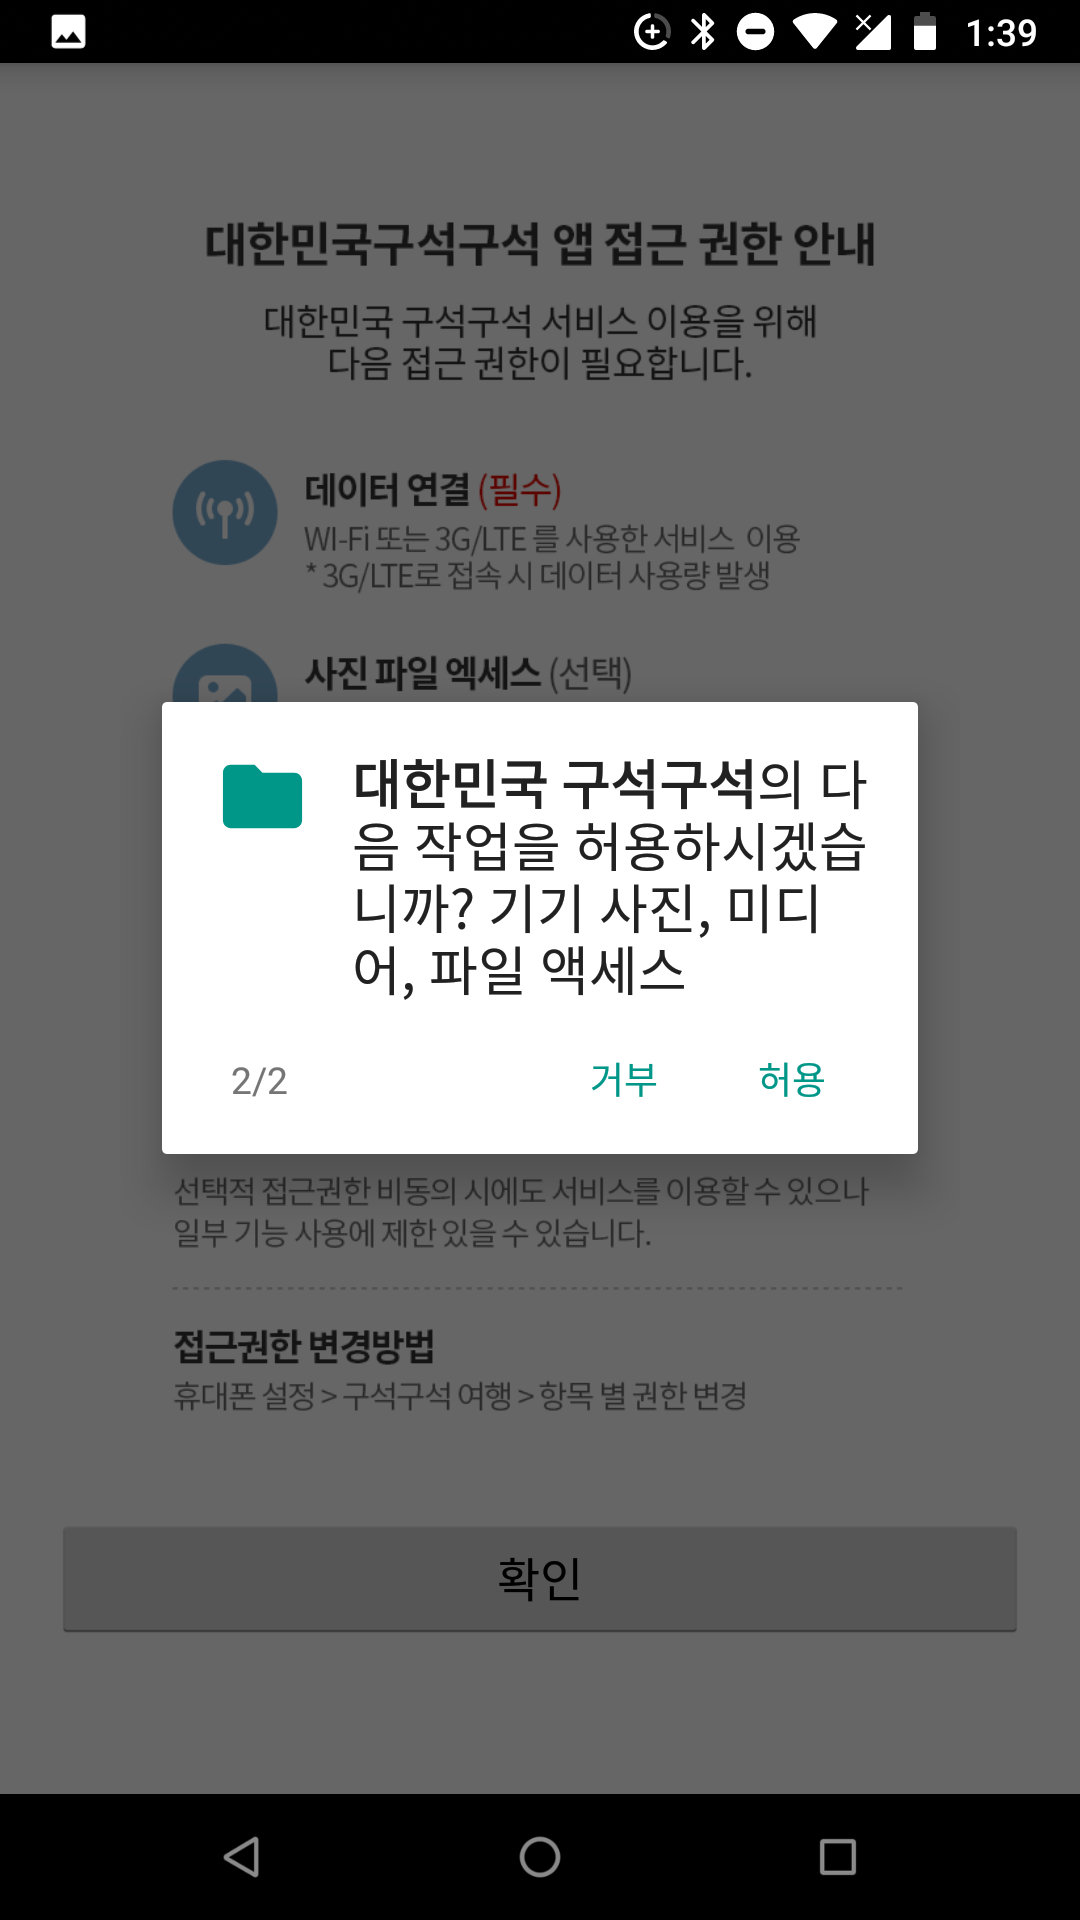 1:39
대한민국구석구석 앱 접근 권한 안내
대한민국 구석구석 서비스 이용을 위해
다음 접근 권한이 필요합니다.
데이터 연결 (필수)
WI-Fi 또는 3G/LTE 를 사용한 서비스 이용
* 3G/LTE로 접속 시 데이터 사용량 발생
사진 파일 엑세스 (선택)
대한민국 구석구석의 다
음 작업을 허용하시겠습
니까? 기기 사진, 미디
어, 파일 액세스
2/2
거부
허용
선택적 접근권한 비동의 시에도 서비스를 이용할 수 있으나
일부 기능 사용에 제한 있을 수 있습니다.
접근권한 변경방법
휴대폰 설정 > 구석구석 여행 > 항목 별 권한 변경
확인